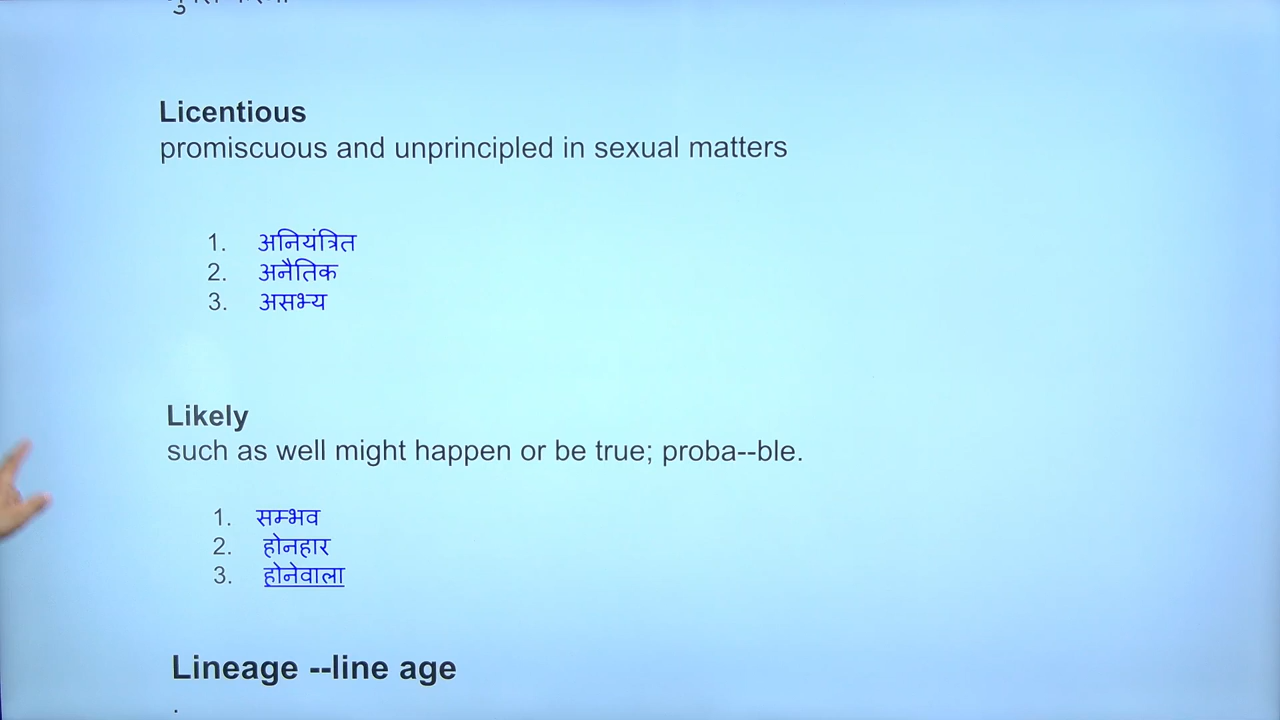 Licentious
promiscuous and unprincipled in sexual matters
1. अनियंत्रित
2. अनैतिक
3. असभ्य
Likely
such as well might happen or be true; proba--ble.
1. सम्भव
2. होनहार
3. होनेवाला
Lineage --line age